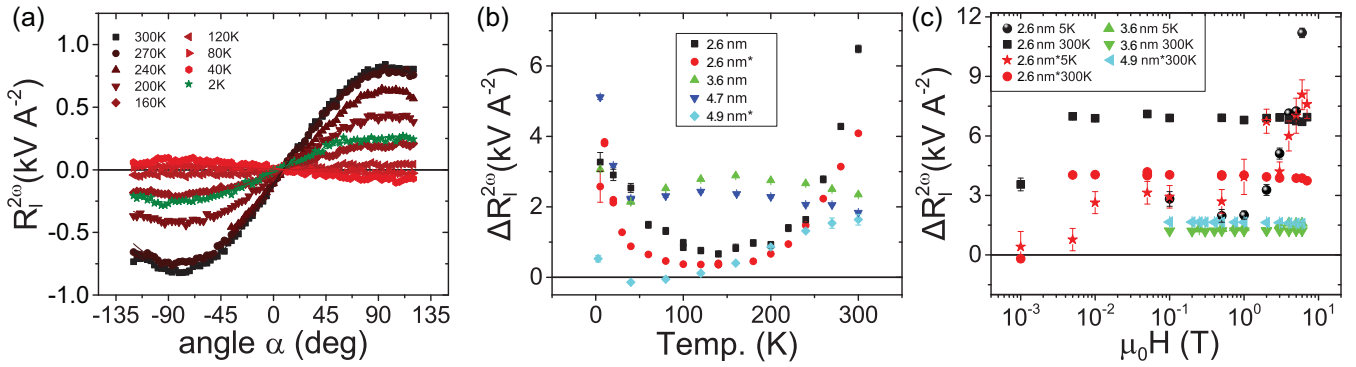 (a)
R_I^{2ω}(kV A^{-2})
1.0
0.5
0.0
-0.5
-1.0
300K
270K
240K
200K
160K
120K
80K
40K
2K
-135 -90 -45 0 45 90 135
angle α (deg)
(b)
ΔR_I^{2ω}(kV A^{-2})
8
6
4
2
0
2.6 nm
2.6 nm*
3.6 nm
4.7 nm
4.9 nm*
0 100 200 300
Temp. (K)
(c)
ΔR_I^{2ω}(kV A^{-2})
12
9
6
3
0
2.6 nm 5K
2.6 nm 300K
2.6 nm*5K
2.6 nm*300K
3.6 nm 5K
3.6 nm 300K
4.9 nm*300K
10^{-3} 10^{-2} 10^{-1} 10^{0} 10^{1}
μ_0H (T)